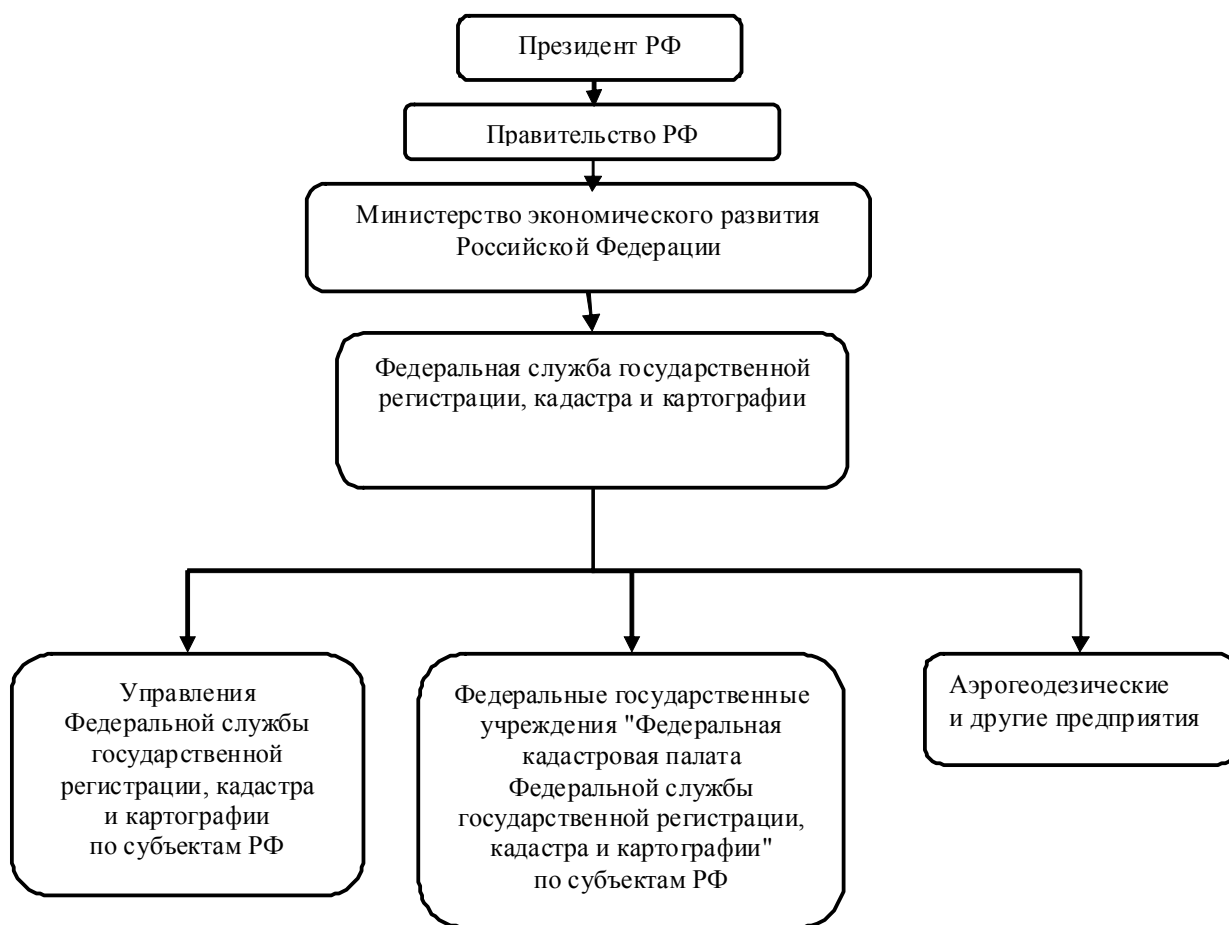 Президент РФ
Правительство РФ
Министерство экономического развития
Российской Федерации
Федеральная служба государственной
регистрации, кадастра и картографии
Управления
Федеральной службы
государственной
регистрации, кадастра
и картографии
по субъектам РФ
Федеральные государственные
учреждения "Федеральная
кадастровая палата
Федеральной службы
государственной регистрации,
кадастра и картографии"
по субъектам РФ
Аэрогеодезические
и другие предприятия